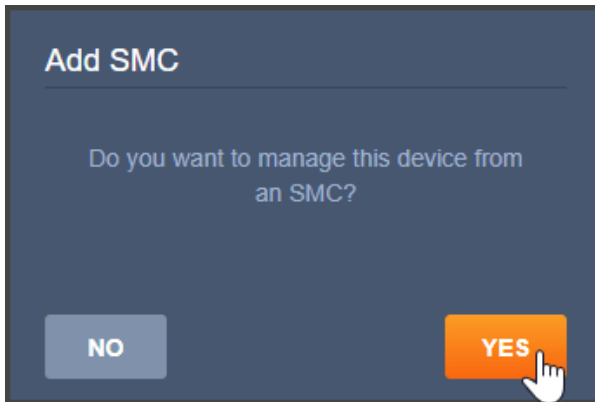 Add SMC
Do you want to manage this device from
an SMC?
NO
YES